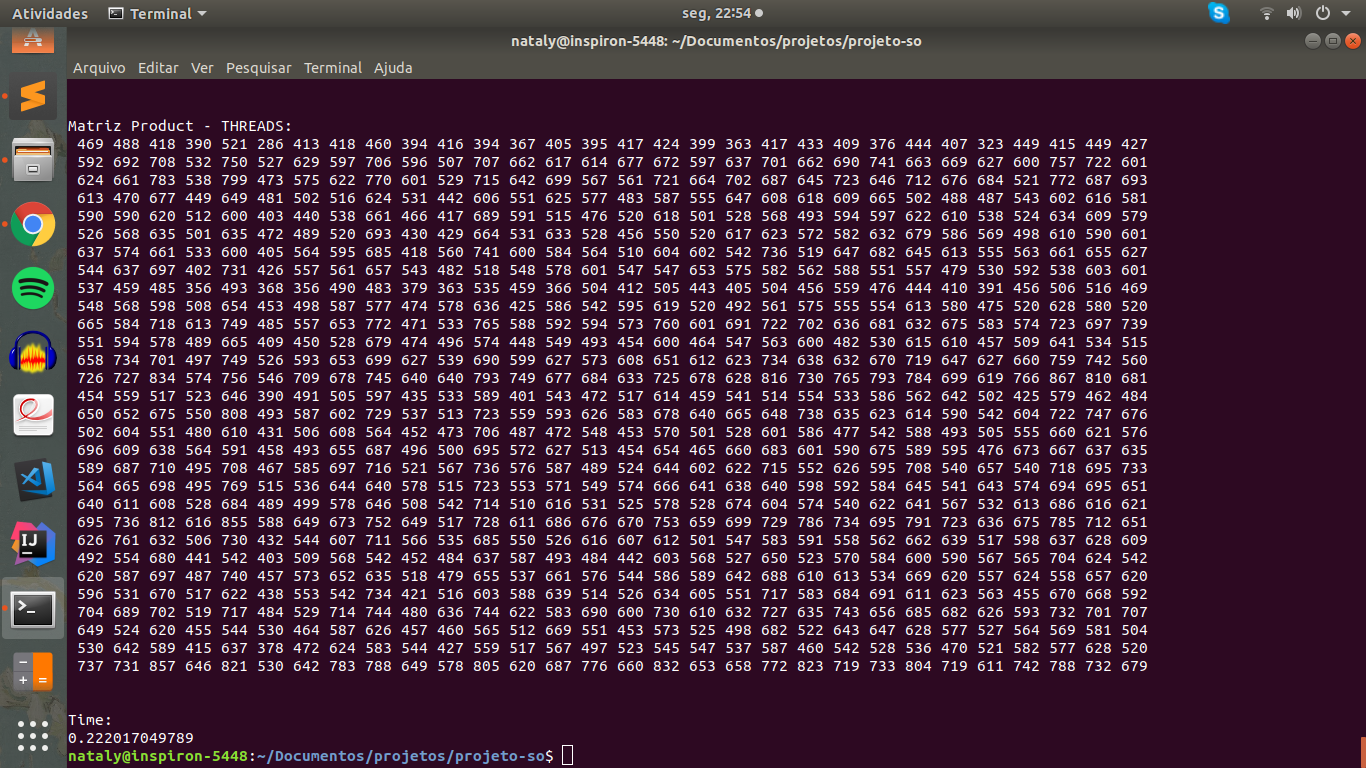 Atividades Terminal seg, 22:54
nataly@inspiron-5448: ~/Documentos/projetos/projeto-so
Arquivo Editar Ver Pesquisar Terminal Ajuda
Matriz Product - THREADS:
469 488 418 390 521 286 413 418 460 394 416 394 367 405 395 417 424 399 363 417 433 409 376 444 407 323 449 415 449 427
592 692 708 532 750 527 629 597 706 596 507 707 662 617 614 677 672 597 637 701 662 690 741 663 669 627 600 757 722 601
624 661 783 538 799 473 575 622 770 601 529 715 642 699 567 561 721 664 702 687 645 723 646 712 676 684 521 772 687 693
613 470 677 449 649 481 502 516 624 531 442 606 551 625 577 483 587 555 647 608 618 609 665 502 488 487 543 602 616 581
590 590 620 512 600 403 440 538 661 466 417 689 591 515 476 520 618 501 528 568 493 594 597 622 610 538 524 634 609 579
526 568 635 501 635 472 489 520 693 430 429 664 531 633 528 456 550 520 617 623 572 582 632 679 586 569 498 610 590 601
637 574 661 533 600 405 564 595 685 418 560 741 600 584 564 510 604 602 542 736 519 647 682 645 613 555 563 661 655 627
544 637 697 402 731 426 557 561 657 543 482 518 548 578 601 547 547 653 575 582 562 588 551 557 479 530 592 538 603 601
537 459 485 356 493 368 356 490 483 379 363 535 459 366 504 412 505 443 405 504 456 559 476 444 410 391 456 506 516 469
548 568 598 508 654 453 498 587 577 474 578 636 425 586 542 595 619 520 492 561 575 555 554 613 580 475 520 628 580 520
665 584 718 613 749 485 557 653 772 471 533 765 588 592 594 573 760 601 691 722 702 636 681 632 675 583 574 723 697 739
551 594 578 489 665 409 450 528 679 474 496 574 448 549 493 454 600 464 547 563 600 482 530 615 610 457 509 641 534 515
658 734 701 497 749 526 593 653 699 627 539 690 599 627 573 608 651 612 603 734 638 632 670 719 647 627 660 759 742 560
726 727 834 574 756 546 709 678 745 640 640 793 749 677 684 633 725 678 628 816 730 765 793 784 699 619 766 867 810 681
454 559 517 523 646 390 491 505 597 435 533 589 401 543 472 517 614 459 541 514 554 533 586 562 642 502 425 579 462 484
650 652 675 550 808 493 587 602 729 537 513 723 559 593 626 583 678 640 665 648 738 635 623 614 590 542 604 722 747 676
502 604 551 480 610 431 506 608 564 452 473 706 487 472 548 453 570 501 528 601 586 477 542 588 493 505 555 660 621 576
696 609 638 564 591 458 493 655 687 496 500 695 572 627 513 454 654 465 660 683 601 590 675 589 595 476 673 667 637 635
589 687 710 495 708 467 585 697 716 521 567 736 576 587 489 524 644 602 622 715 552 626 595 708 540 657 540 718 695 733
564 665 698 495 769 515 536 644 640 578 515 723 553 571 549 574 666 641 638 640 598 592 584 645 541 643 574 694 695 651
640 611 608 528 684 489 499 578 646 508 542 714 510 616 531 525 578 528 674 604 574 540 622 641 567 532 613 686 616 621
695 736 812 616 855 588 649 673 752 649 517 728 611 686 676 670 753 659 699 729 786 734 695 791 723 636 675 785 712 651
626 761 632 506 730 432 544 607 711 566 535 685 550 526 616 607 612 501 547 583 591 558 562 662 639 517 598 637 628 609
492 554 680 441 542 403 509 568 542 452 484 637 587 493 484 442 603 568 527 650 523 570 584 600 590 567 565 704 624 542
620 587 697 487 740 457 573 652 635 518 479 655 537 661 576 544 586 589 642 688 610 613 534 669 620 557 624 558 657 620
596 531 670 517 622 438 553 542 734 421 516 603 588 639 514 526 634 605 551 717 583 684 691 611 623 563 455 670 668 592
704 689 702 519 717 484 529 714 744 480 636 744 622 583 690 600 730 610 632 727 635 743 656 685 682 626 593 732 701 707
649 524 620 455 544 530 464 587 626 457 460 565 512 669 551 453 573 525 498 682 522 643 647 628 577 527 564 569 581 504
530 642 589 415 637 378 472 624 583 544 427 559 517 567 497 523 545 547 537 587 460 542 528 536 470 521 582 577 628 520
737 731 857 646 821 530 642 783 788 649 578 805 620 687 776 660 832 653 658 772 823 719 733 804 719 611 742 788 732 679
Time:
0.222017049789
nataly@inspiron-5448:~/Documentos/projetos/projeto-so$